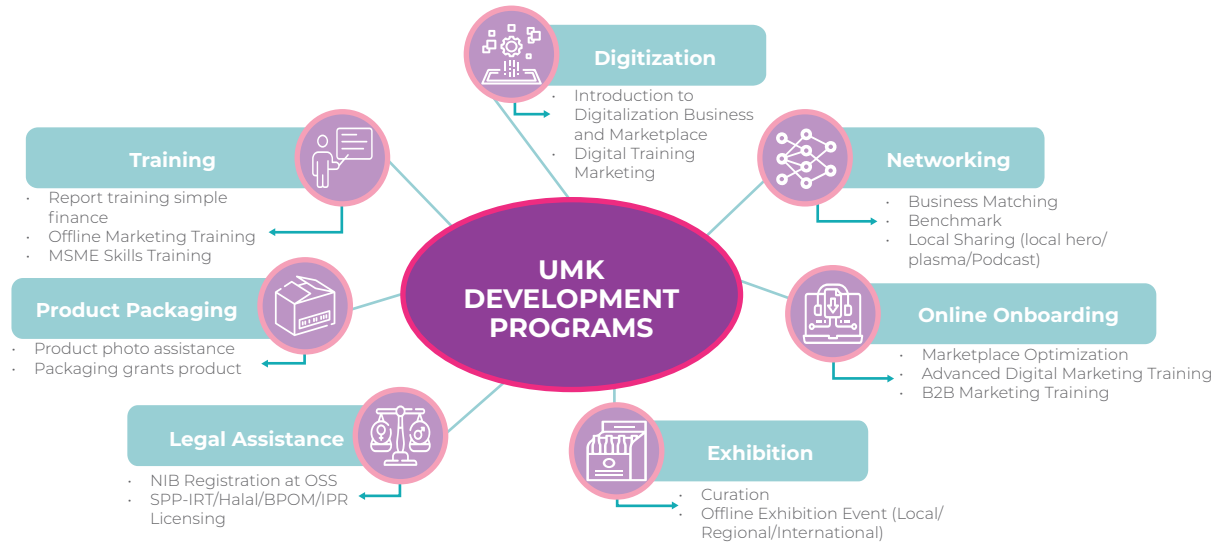 Digitization
• Introduction to
Digitalization Business
and Marketplace
• Digital Training
Marketing
Training
• Report training simple
finance
• Offline Marketing Training
• MSME Skills Training
Networking
• Business Matching
• Benchmark
• Local Sharing (local hero/
plasma/Podcast)
UMK
DEVELOPMENT
PROGRAMS
Product Packaging
• Product photo assistance
• Packaging grants product
Online Onboarding
• Marketplace Optimization
• Advanced Digital Marketing Training
• B2B Marketing Training
Legal Assistance
• NIB Registration at OSS
• SPP-IRT/Halal/BPOM/IPR
Licensing
Exhibition
• Curation
• Offline Exhibition Event (Local/
Regional/International)